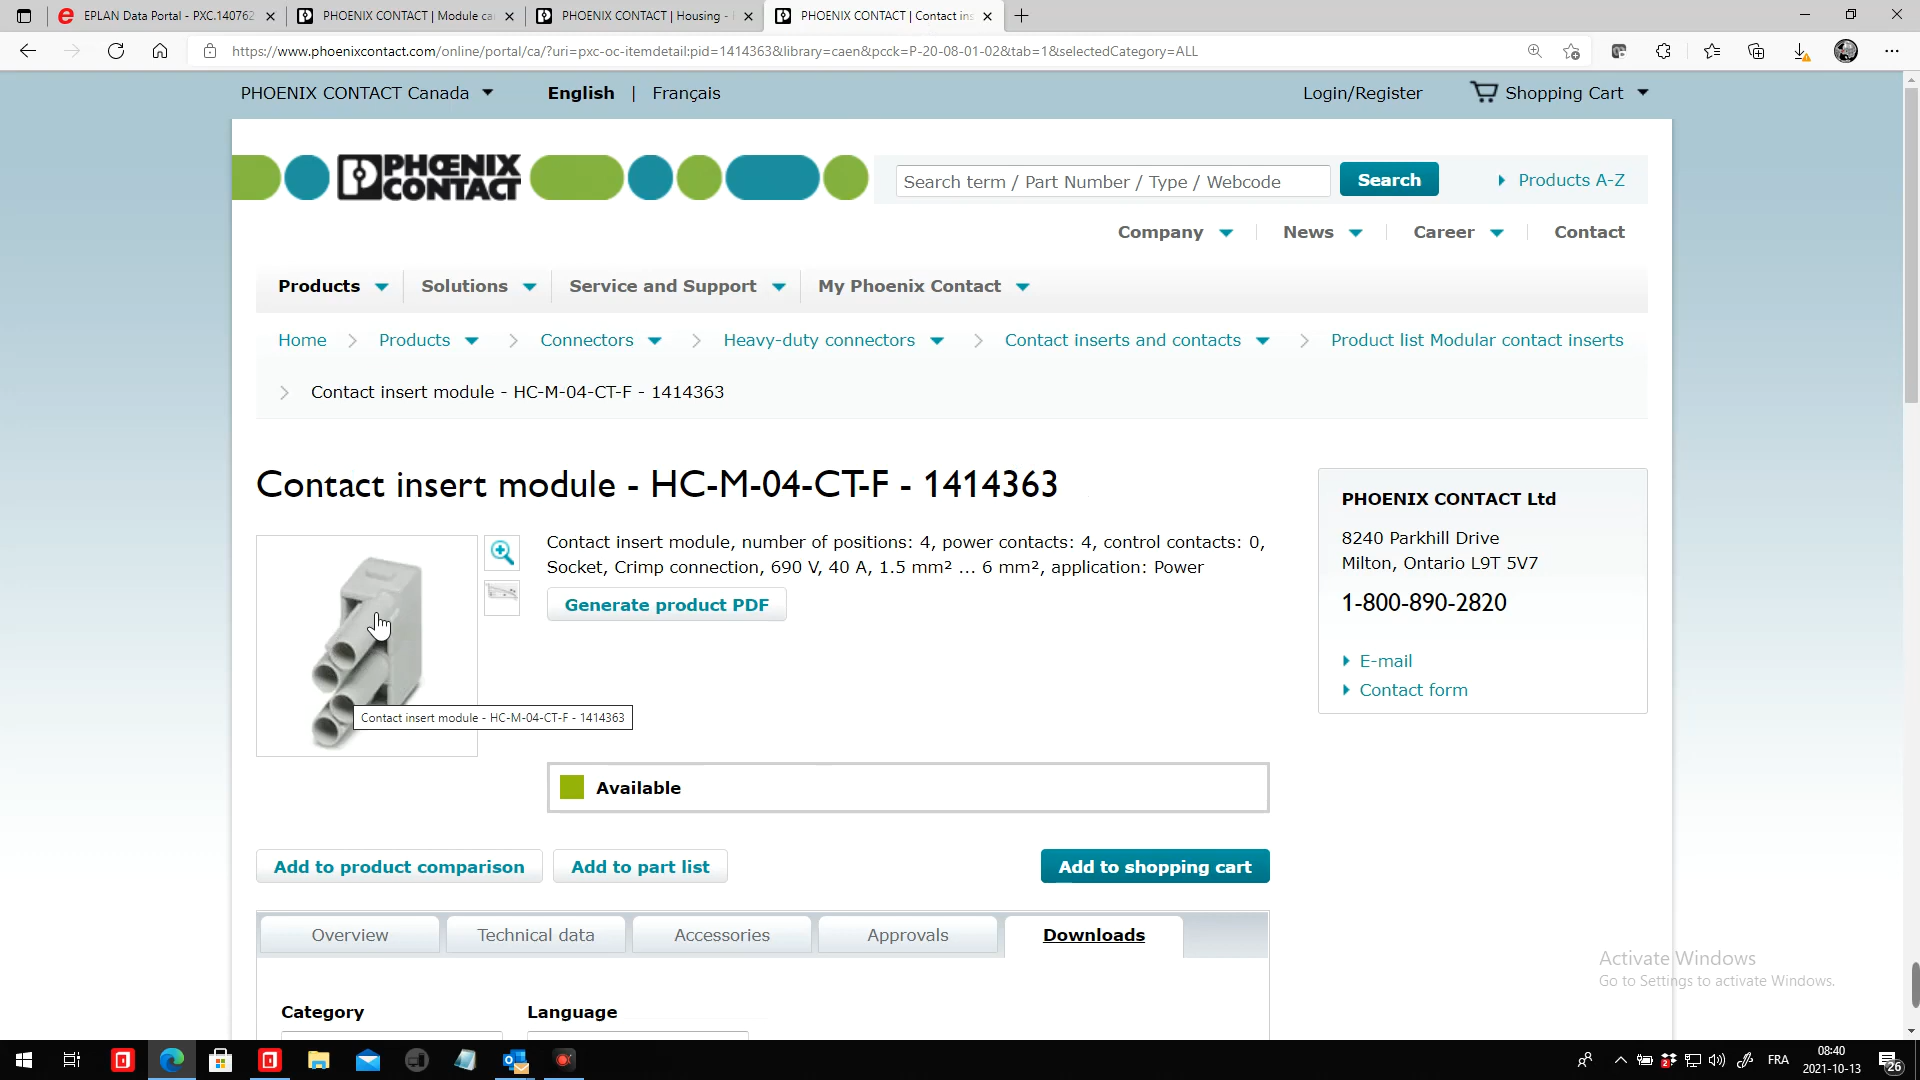 EPLAN Data Portal - PXC.140762
PHOENIX CONTACT | Module ca
PHOENIX CONTACT | Housing -
PHOENIX CONTACT | Contact ins
https://www.phoenixcontact.com/online/portal/ca/?uri=pxc-oc-itemdetail:pid=1414363&library=caen&pcck=P-20-08-01-02&tab=1&selectedCategory=ALL
PHOENIX CONTACT Canada
English | Français
Login/Register
Shopping Cart
PHŒNIX
CONTACT
Search term / Part Number / Type / Webcode
Search
Products A-Z
Company
News
Career
Contact
Products
Solutions
Service and Support
My Phoenix Contact
Home
Products
Connectors
Heavy-duty connectors
Contact inserts and contacts
Product list Modular contact inserts
Contact insert module - HC-M-04-CT-F - 1414363
Contact insert module - HC-M-04-CT-F - 1414363
Contact insert module, number of positions: 4, power contacts: 4, control contacts: 0,
Socket, Crimp connection, 690 V, 40 A, 1.5 mm² ... 6 mm², application: Power
Generate product PDF
Contact insert module - HC-M-04-CT-F - 1414363
PHOENIX CONTACT Ltd
8240 Parkhill Drive
Milton, Ontario L9T 5V7
1-800-890-2820
E-mail
Contact form
Available
Add to product comparison
Add to part list
Add to shopping cart
Overview
Technical data
Accessories
Approvals
Downloads
Category
Language
Activate Windows
Go to Settings to activate Windows.
FRA
08:40
2021-10-13
26